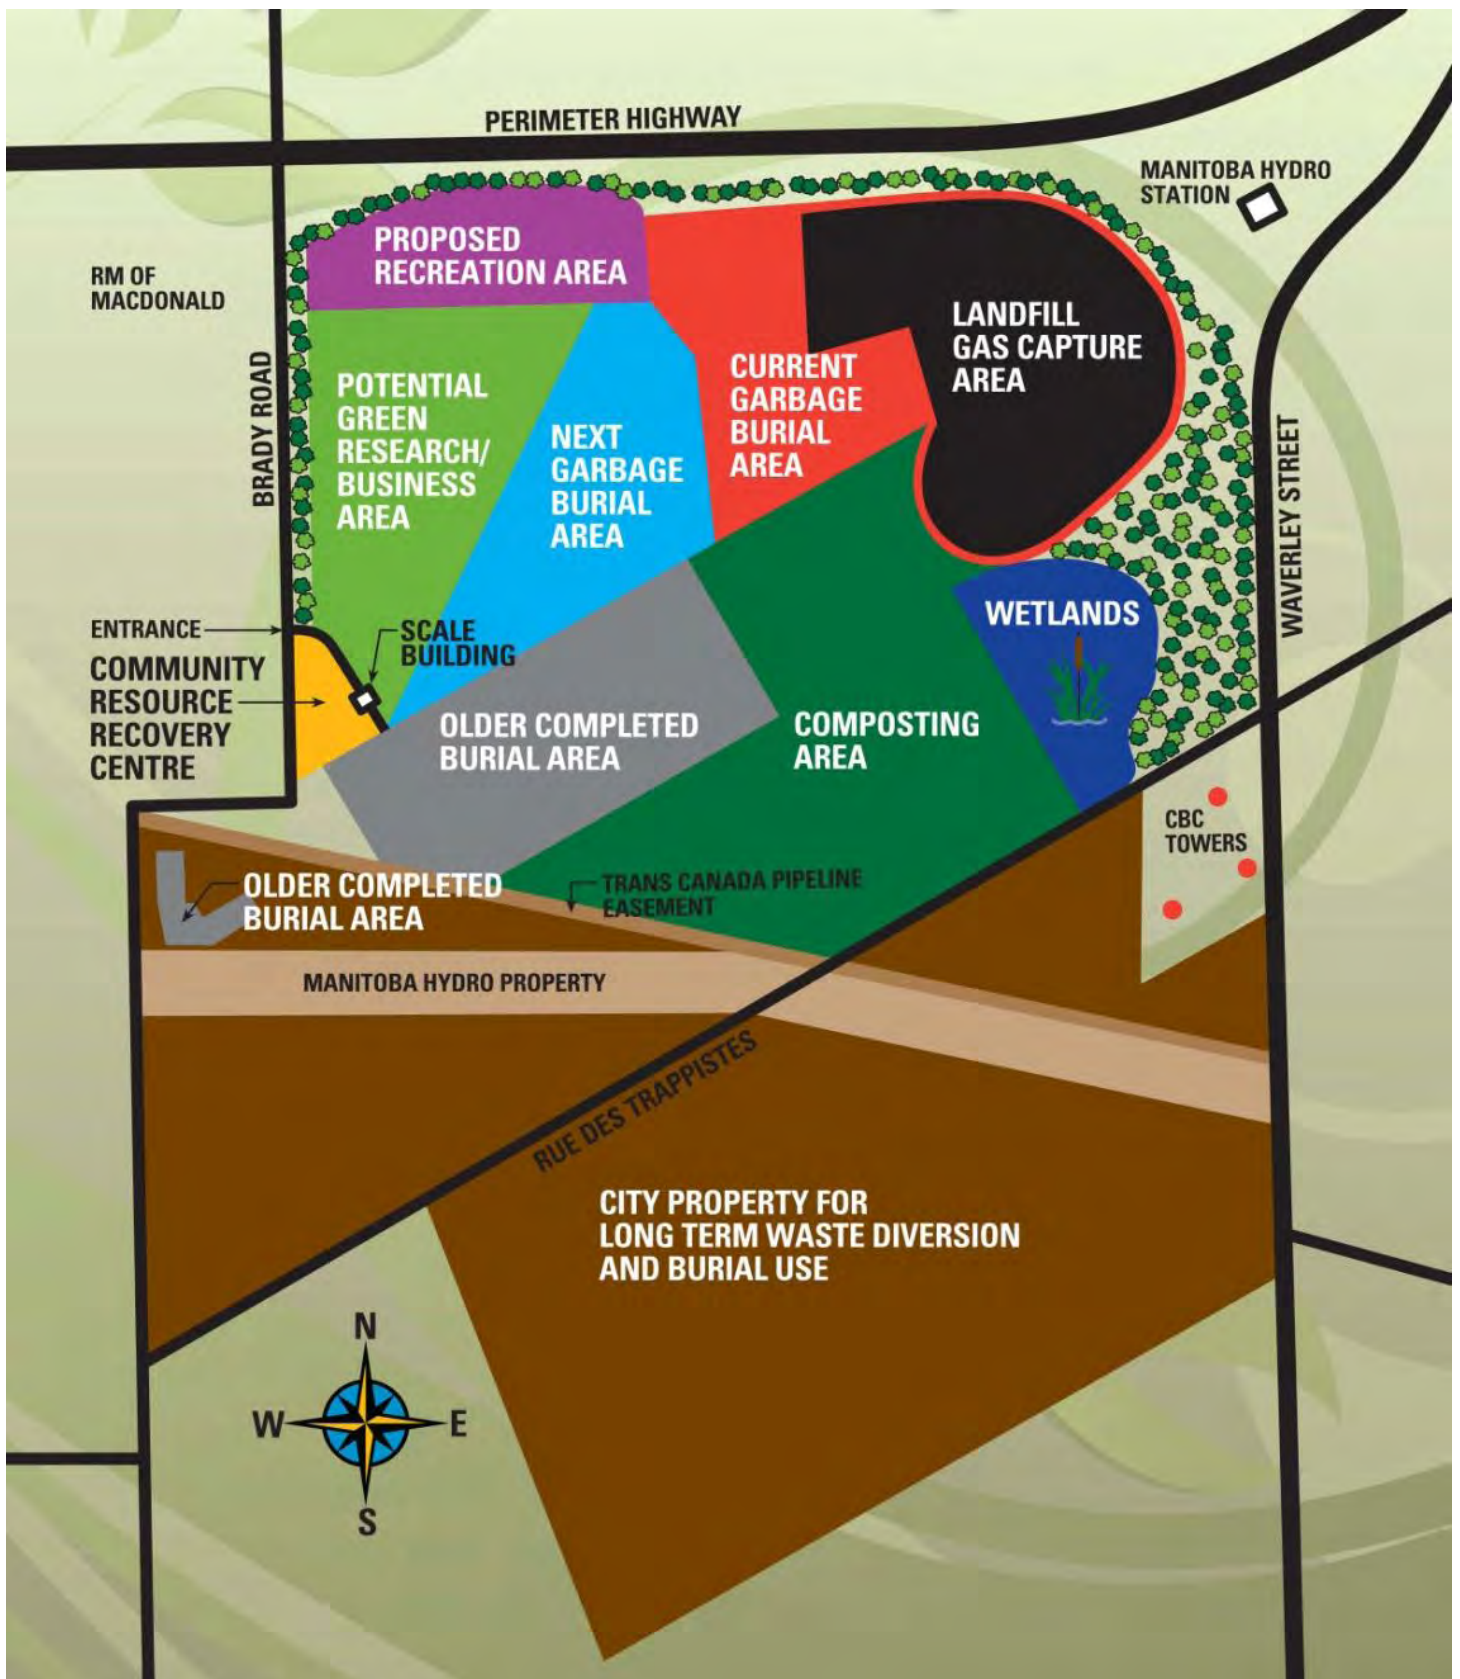 PERIMETER HIGHWAY
MANITOBA HYDRO
STATION
PROPOSED
RECREATION AREA
RM OF
MACDONALD
BRADY ROAD
POTENTIAL
GREEN
RESEARCH/
BUSINESS
AREA
NEXT
GARBAGE
BURIAL
AREA
CURRENT
GARBAGE
BURIAL
AREA
LANDFILL
GAS CAPTURE
AREA
WAVERLEY STREET
ENTRANCE
SCALE
BUILDING
COMMUNITY
RESOURCE
RECOVERY
CENTRE
WETLANDS
OLDER COMPLETED
BURIAL AREA
COMPOSTING
AREA
CBC
TOWERS
OLDER COMPLETED
BURIAL AREA
TRANS CANADA PIPELINE
EASEMENT
MANITOBA HYDRO PROPERTY
RUE DES TRAPPISTES
CITY PROPERTY FOR
LONG TERM WASTE DIVERSION
AND BURIAL USE
N
W
E
S